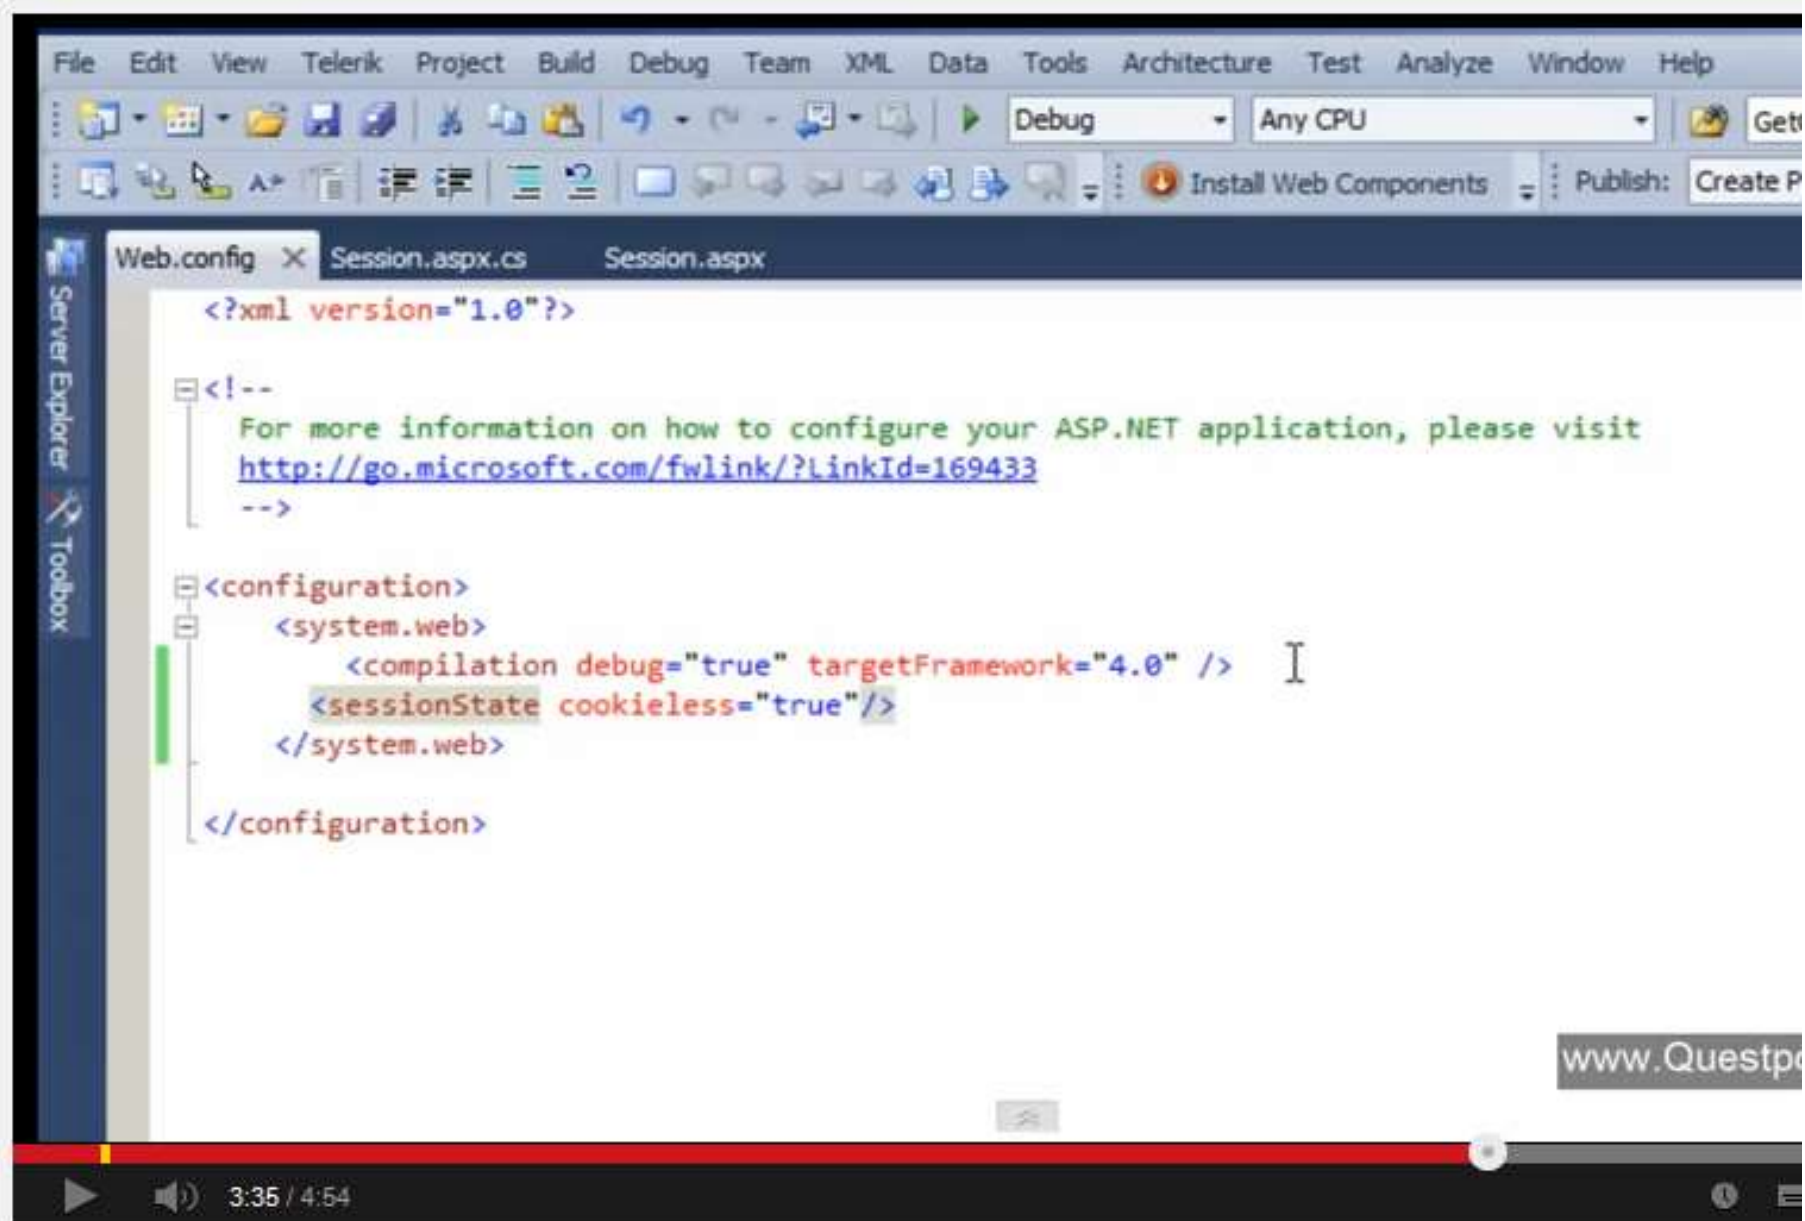 File Edit View Telerik Project Build Debug Team XML Data Tools Architecture Test Analyze Window Help
Debug Any CPU
Install Web Components Publish: Create
Web.config Session.aspx.cs Session.aspx
Server Explorer
Toolbox
<?xml version="1.0"?>
<!--
For more information on how to configure your ASP.NET application, please visit
http://go.microsoft.com/fwlink/?LinkId=169433
-->
<configuration>
<system.web>
<compilation debug="true" targetFramework="4.0" />
<sessionState cookieless="true"/>
</system.web>
</configuration>
3:35 / 4:54